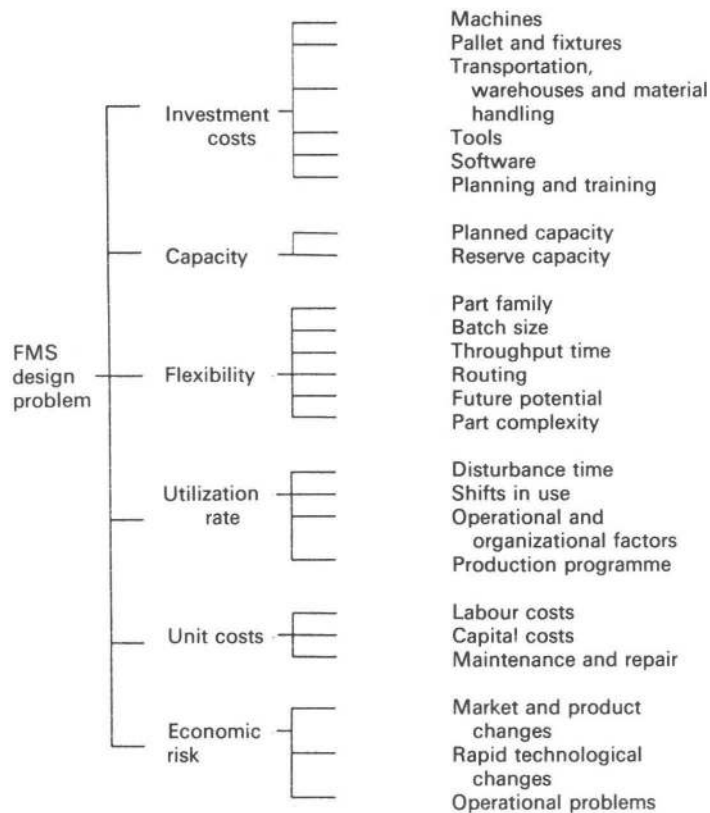 Machines
Pallet and fixtures
Transportation,
warehouses and material
handling
Investment
costs
Tools
Software
Planning and training
Planned capacity
Capacity
Reserve capacity
Part family
Batch size
Throughput time
FMS
design
problem
Flexibility
Routing
Future potential
Part complexity
Disturbance time
Utilization
rate
Shifts in use
Operational and
organizational factors
Production programme
Labour costs
Unit costs
Capital costs
Maintenance and repair
Market and product
changes
Economic
risk
Rapid technological
changes
Operational problems